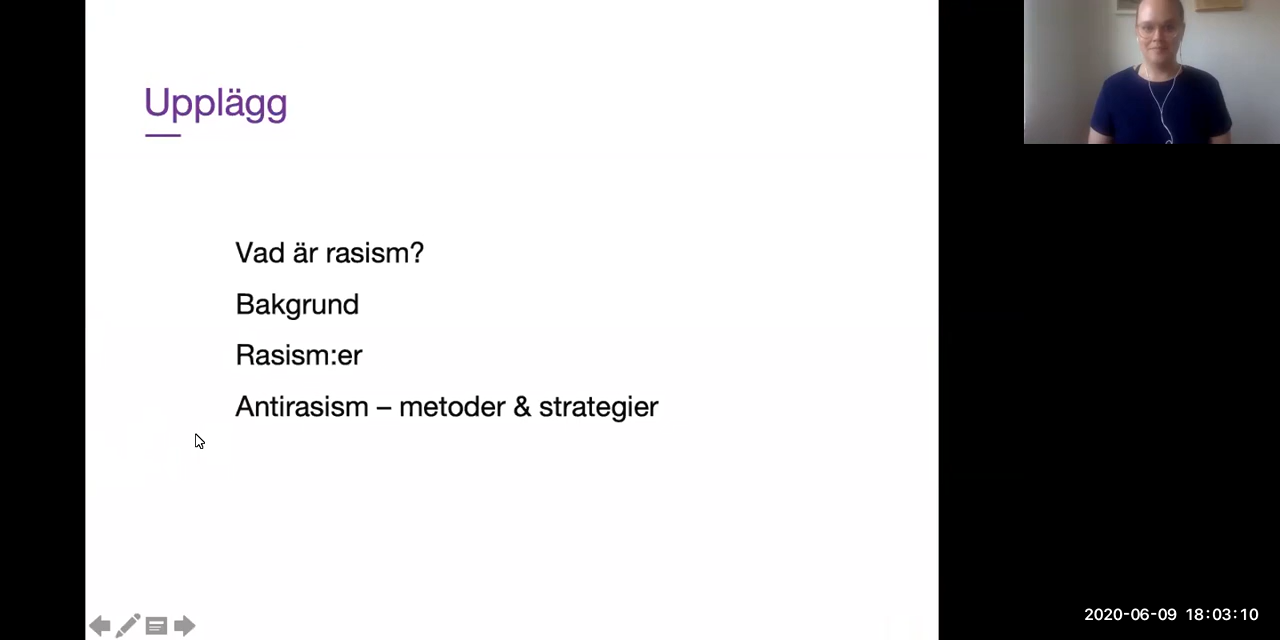 Upplägg
Vad är rasism?
Bakgrund
Rasism:er
Antirasism – metoder & strategier
2020-06-09 18:03:10